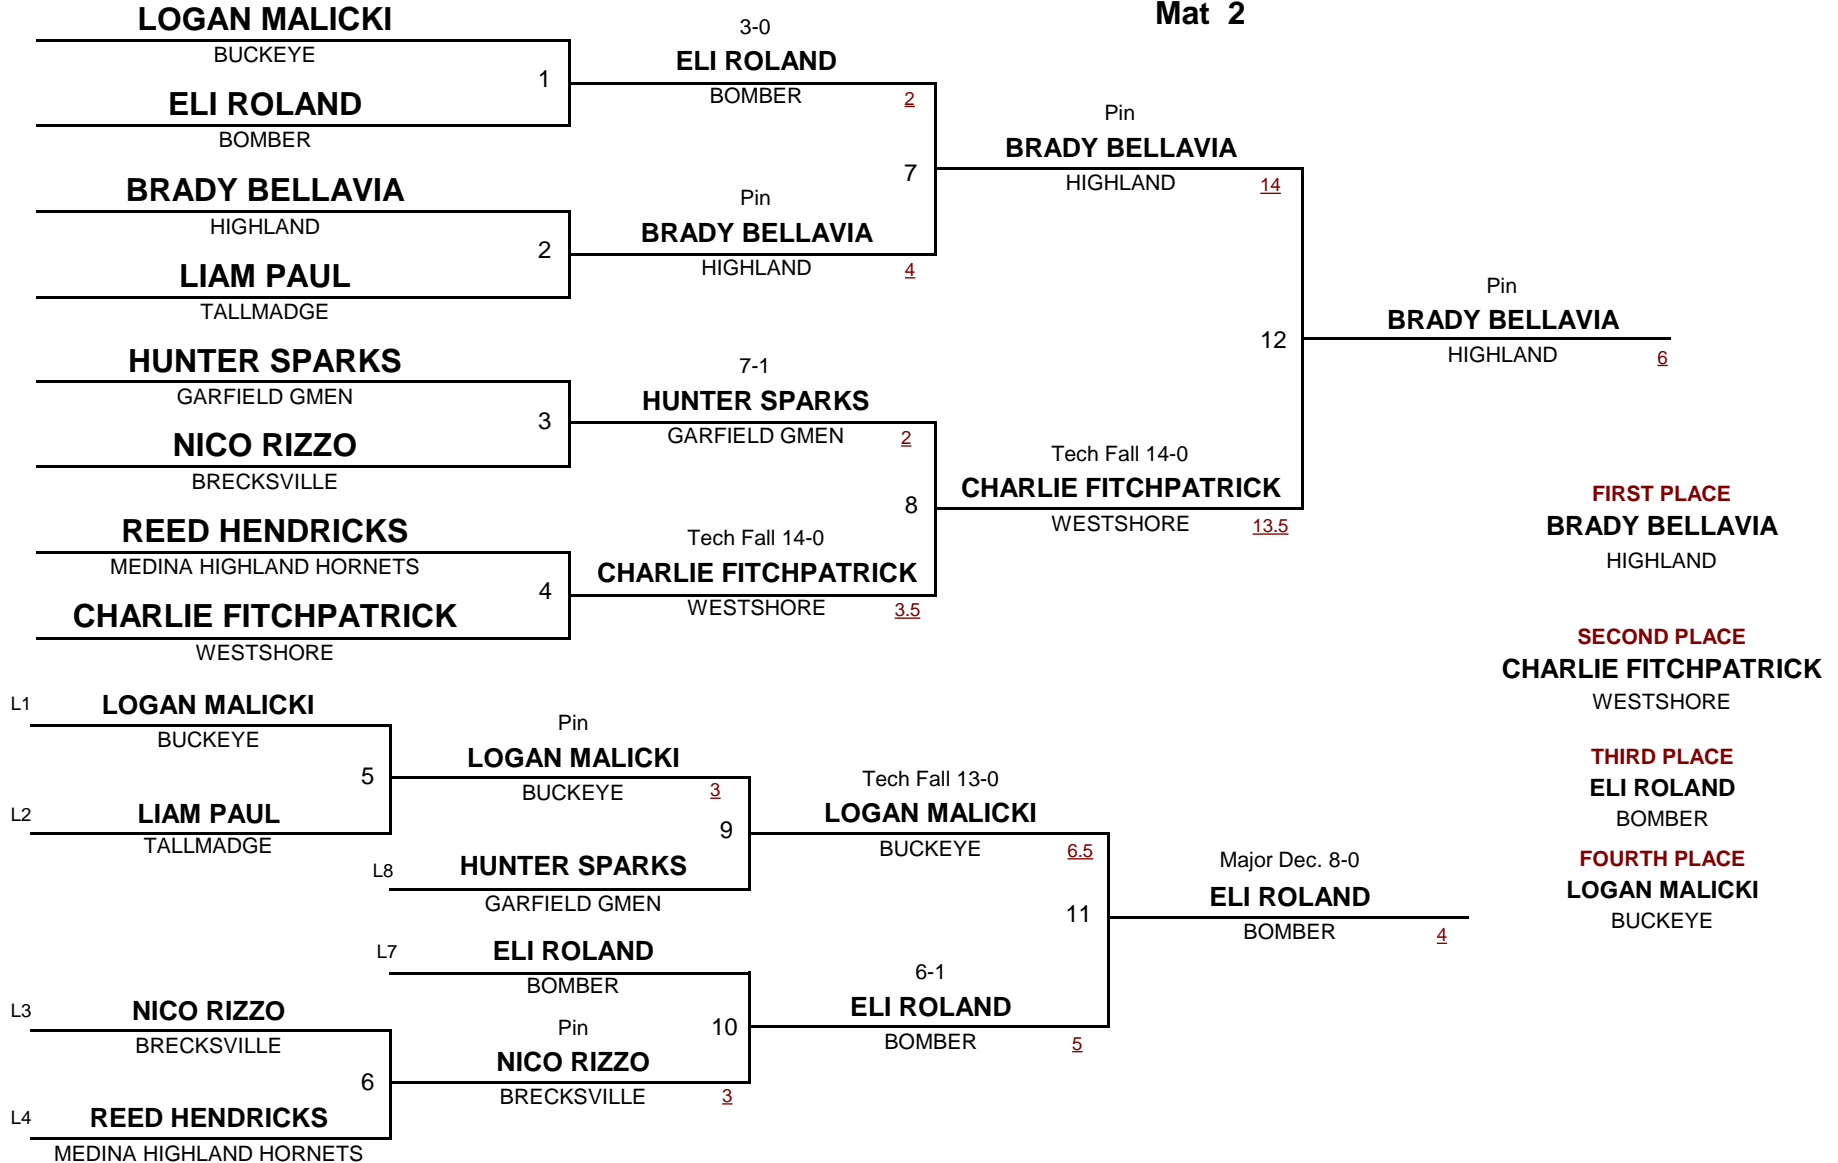 Mat 2
LOGAN MALICKI
BUCKEYE
1
ELI ROLAND
BOMBER
BRADY BELLAVIA
HIGHLAND
2
LIAM PAUL
TALLMADGE
HUNTER SPARKS
GARFIELD GMEN
3
NICO RIZZO
BRECKSVILLE
REED HENDRICKS
MEDINA HIGHLAND HORNETS
4
CHARLIE FITCHPATRICK
WESTSHORE
3-0
ELI ROLAND
BOMBER 2
7
Pin
BRADY BELLAVIA
HIGHLAND 4
7-1
HUNTER SPARKS
GARFIELD GMEN 2
8
Tech Fall 14-0
CHARLIE FITCHPATRICK
WESTSHORE 3.5
Pin
BRADY BELLAVIA
HIGHLAND 14
12
Tech Fall 14-0
CHARLIE FITCHPATRICK
WESTSHORE 13.5
Pin
BRADY BELLAVIA
HIGHLAND 6
FIRST PLACE
BRADY BELLAVIA
HIGHLAND
SECOND PLACE
CHARLIE FITCHPATRICK
WESTSHORE
THIRD PLACE
ELI ROLAND
BOMBER
FOURTH PLACE
LOGAN MALICKI
BUCKEYE
L1 LOGAN MALICKI
BUCKEYE
5
L2 LIAM PAUL
TALLMADGE
L3 NICO RIZZO
BRECKSVILLE
6
L4 REED HENDRICKS
MEDINA HIGHLAND HORNETS
Pin
LOGAN MALICKI
BUCKEYE 3
9
L8 HUNTER SPARKS
GARFIELD GMEN
L7 ELI ROLAND
BOMBER
10
Pin
NICO RIZZO
BRECKSVILLE 3
Tech Fall 13-0
LOGAN MALICKI
BUCKEYE 6.5
11
6-1
ELI ROLAND
BOMBER 5
Major Dec. 8-0
ELI ROLAND
BOMBER 4